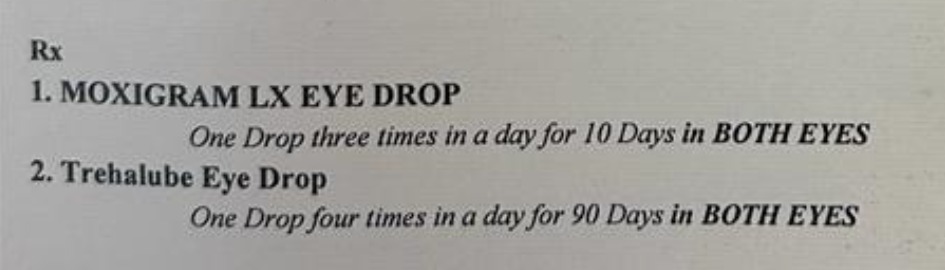 Rx
1. MOXIGRAM LX EYE DROP
One Drop three times in a day for 10 Days in BOTH EYES
2. Trehalube Eye Drop
One Drop four times in a day for 90 Days in BOTH EYES